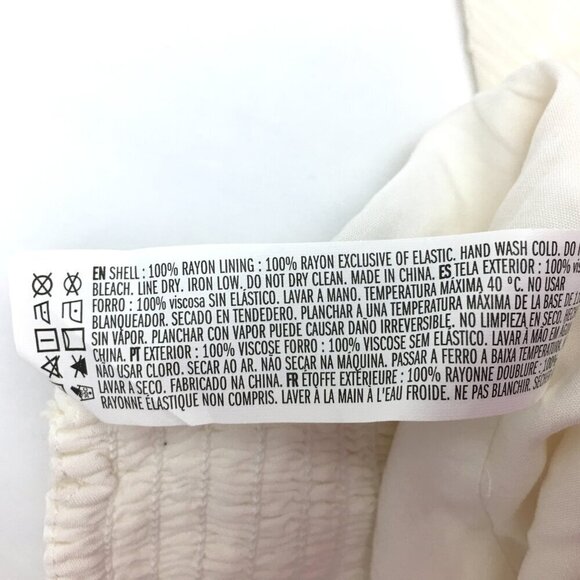 EN SHELL : 100% RAYON LINING : 100% RAYON EXCLUSIVE OF ELASTIC. HAND WASH COLD. DO
BLEACH. LINE DRY. IRON LOW. DO NOT DRY CLEAN. MADE IN CHINA. ES TELA EXTERIOR : 100%
FORRO : 100% viscosa SIN ELÁSTICO. LAVAR A MANO. TEMPERATURA MÁXIMA 40 ºC. NO USAR
BLANQUEADOR. SECADO EN TENDEDERO. PLANCHAR A UNA TEMPERATURA MÁXIMA DE LA BASE DE
SIN VAPOR. PLANCHAR CON VAPOR PUEDE CAUSAR DAÑO IRREVERSIBLE. NO LIMPIEZA EN SECO.
CHINA. PT EXTERIOR : 100% VISCOSE FORRO : 100% VISCOSE SEM ELÁSTICO. LAVAR À MÃO EM
NÃO USAR CLORO. SECAR AO AR. NÃO SECAR NA MÁQUINA. PASSAR A FERRO A BAIXA TEMPERATURA
LAVAR A SECO. FABRICADO NA CHINA. FR ÉTOFFE EXTÉRIEURE : 100% RAYONNE DOUBLURE : 100%
RAYONNE ÉLASTIQUE NON COMPRIS. LAVER À LA MAIN À L'EAU FROIDE. NE PAS BLANCHIR.